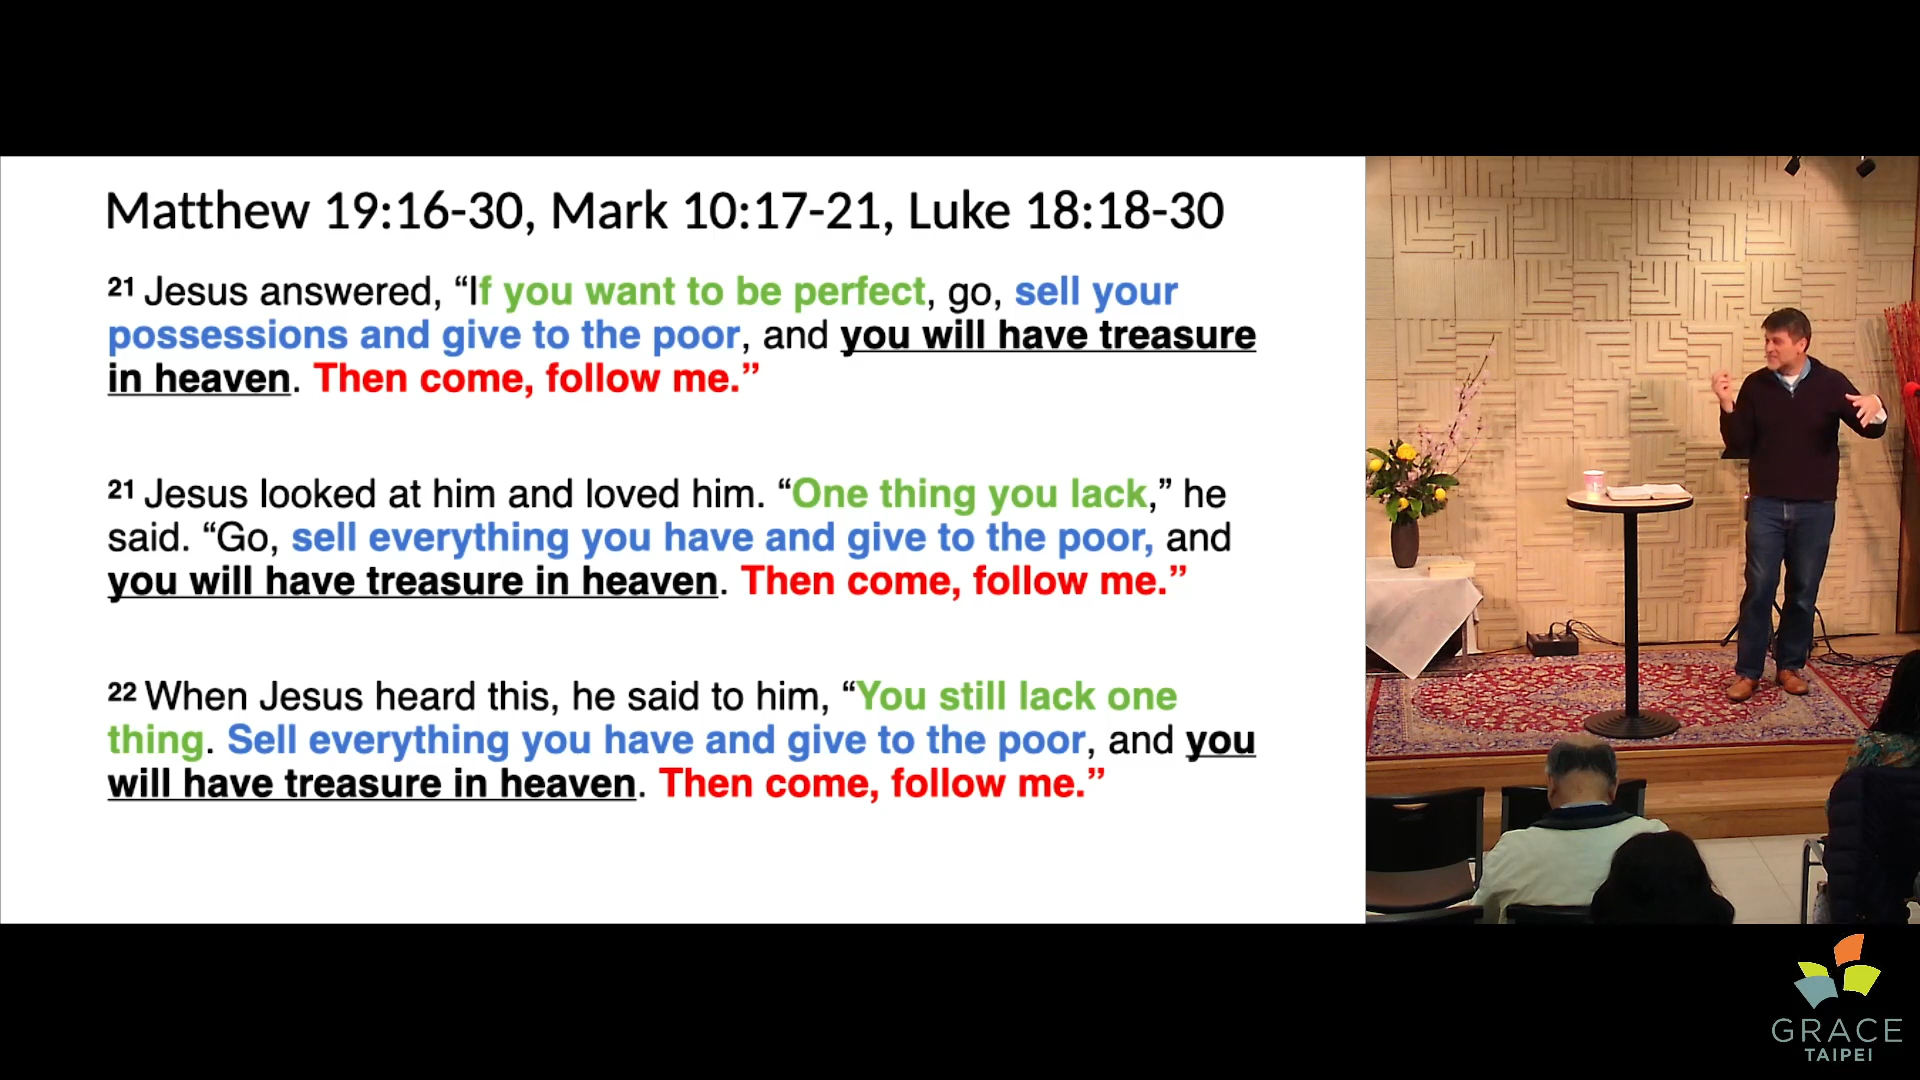 Matthew 19:16-30, Mark 10:17-21, Luke 18:18-30
21 Jesus answered, “If you want to be perfect, go, sell your
possessions and give to the poor, and you will have treasure
in heaven. Then come, follow me.”
21 Jesus looked at him and loved him. “One thing you lack,” he
said. “Go, sell everything you have and give to the poor, and
you will have treasure in heaven. Then come, follow me.”
22 When Jesus heard this, he said to him, “You still lack one
thing. Sell everything you have and give to the poor, and you
will have treasure in heaven. Then come, follow me.”
GRACE
TAIPEI